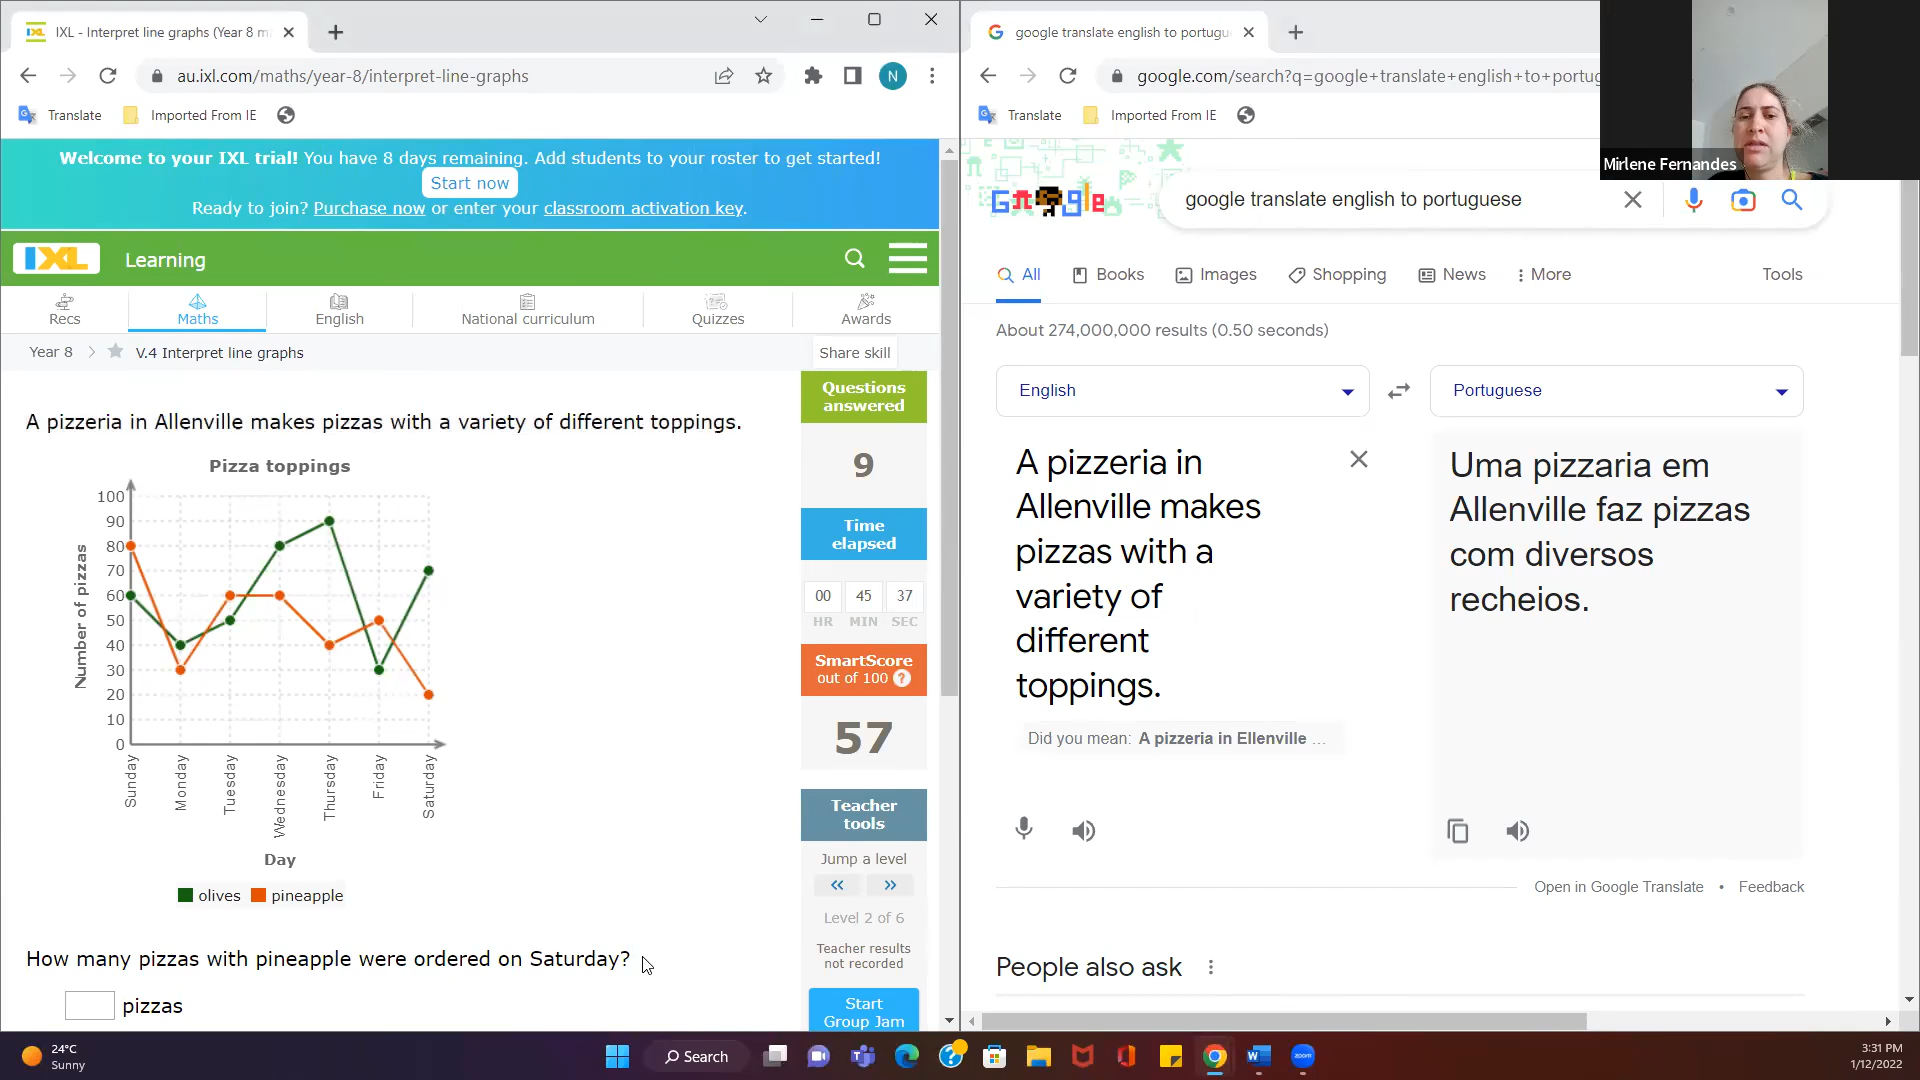 IXL - Interpret line graphs (Year 8 m
au.ixl.com/maths/year-8/interpret-line-graphs
N
Translate
Imported From IE
Welcome to your IXL trial! You have 8 days remaining. Add students to your roster to get started!
Start now
Ready to join? Purchase now or enter your classroom activation key.
IXL
Learning
Recs
Maths
English
National curriculum
Quizzes
Awards
Year 8
V.4 Interpret line graphs
Share skill
A pizzeria in Allenville makes pizzas with a variety of different toppings.
Pizza toppings
Number of pizzas
100
90
80
70
60
50
40
30
20
10
0
Sunday
Monday
Tuesday
Wednesday
Thursday
Friday
Saturday
Day
olives
pineapple
How many pizzas with pineapple were ordered on Saturday?
pizzas
Questions
answered
9
Time
elapsed
00 45 37
HR MIN SEC
SmartScore
out of 100 ?
57
Teacher
tools
Jump a level
Level 2 of 6
Teacher results
not recorded
Start
Group Jam
google translate english to portugu
google.com/search?q=google+translate+english+to+portug
Translate
Imported From IE
Mirlene Fernandes
Google
google translate english to portuguese
All
Books
Images
Shopping
News
More
Tools
About 274,000,000 results (0.50 seconds)
English
Portuguese
A pizzeria in
Allenville makes
pizzas with a
variety of
different
toppings.
Did you mean: A pizzeria in Ellenville ...
Uma pizzaria em
Allenville faz pizzas
com diversos
recheios.
Open in Google Translate • Feedback
People also ask
24°C
Sunny
Search
zoom
3:31 PM
1/12/2022